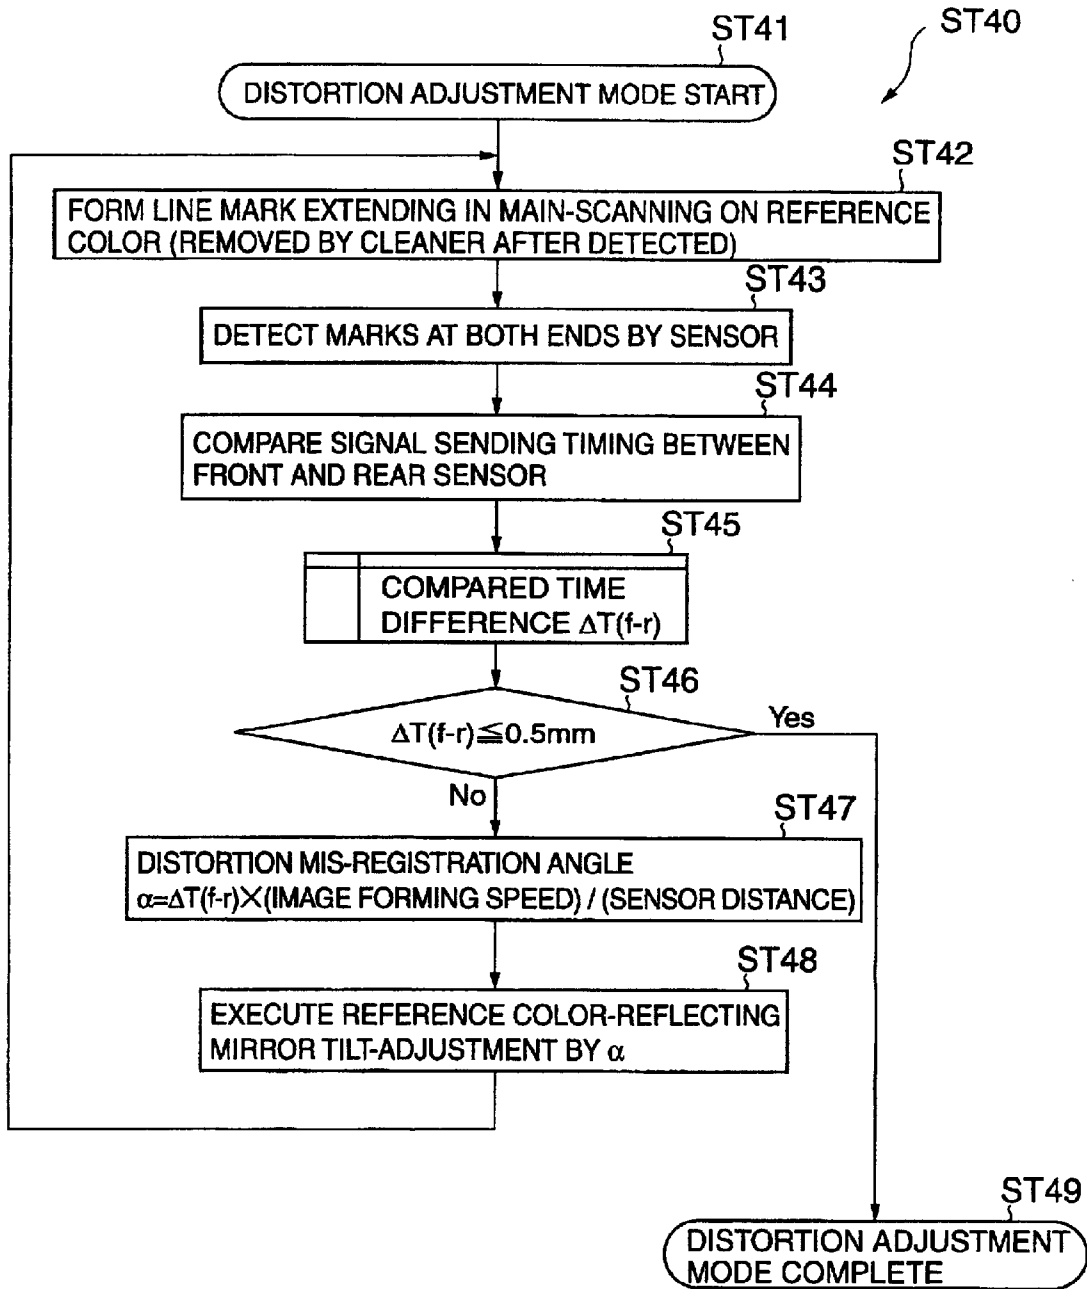 ST40
ST41
DISTORTION ADJUSTMENT MODE START
ST42
FORM LINE MARK EXTENDING IN MAIN-SCANNING ON REFERENCE
COLOR (REMOVED BY CLEANER AFTER DETECTED)
ST43
DETECT MARKS AT BOTH ENDS BY SENSOR
ST44
COMPARE SIGNAL SENDING TIMING BETWEEN
FRONT AND REAR SENSOR
ST45
COMPARED TIME
DIFFERENCE ΔT(f-r)
ST46
ΔT(f-r)≦0.5mm
Yes
No
ST47
DISTORTION MIS-REGISTRATION ANGLE
α=ΔT(f-r)×(IMAGE FORMING SPEED) / (SENSOR DISTANCE)
ST48
EXECUTE REFERENCE COLOR-REFLECTING
MIRROR TILT-ADJUSTMENT BY α
ST49
DISTORTION ADJUSTMENT
MODE COMPLETE